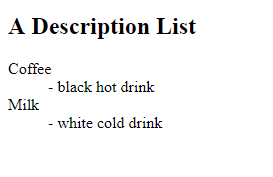 A Description List
Coffee
- black hot drink
Milk
- white cold drink